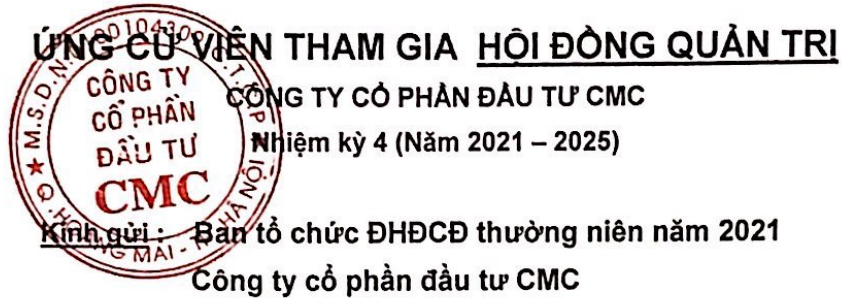 ỨNG CỬ VIÊN THAM GIA HỘI ĐỒNG QUẢN TRỊ
CÔNG TY CỔ PHẦN ĐẦU TƯ CMC
Nhiệm kỳ 4 (Năm 2021 – 2025)
CÔNG TY
CỔ PHẦN
ĐẦU TƯ
CMC
Kính gửi : Ban tổ chức ĐHĐCĐ thường niên năm 2021
Công ty cổ phần đầu tư CMC